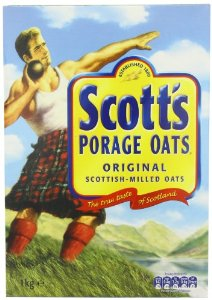 ESTABLISHED 1880
Scott's
PORAGE OATS
ORIGINAL
SCOTTISH-MILLED OATS
The true taste of Scotland
1kg e